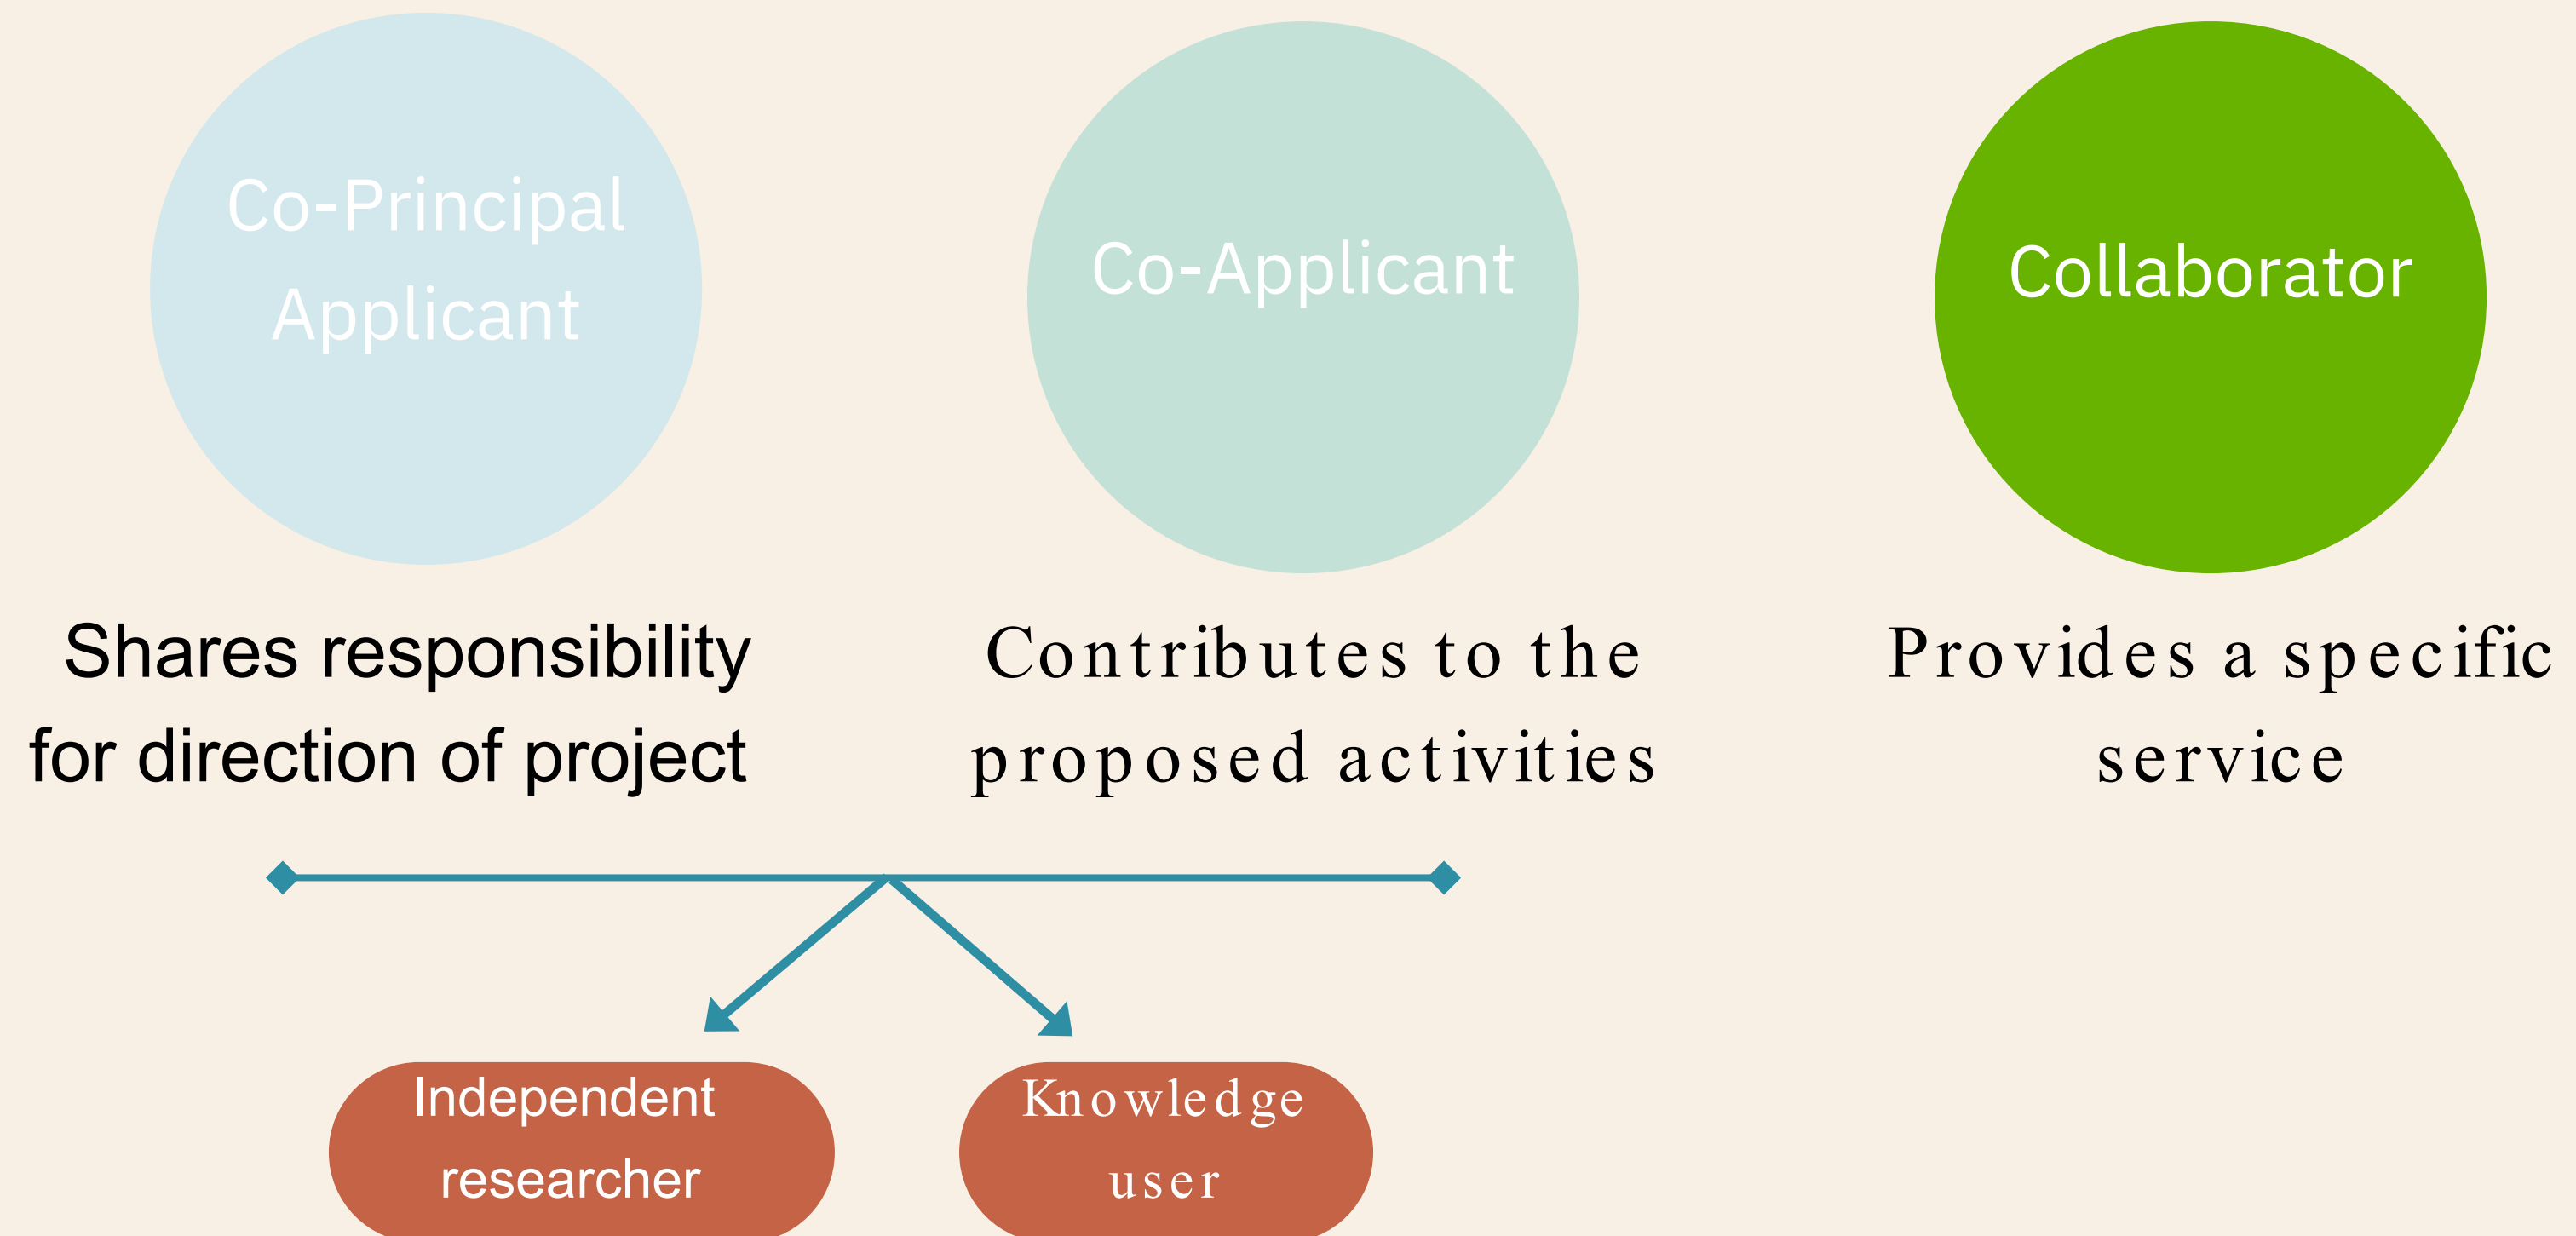 Co-Principal
Applicant
Co-Applicant
Collaborator
Shares responsibility
for direction of project
Contributes to the
proposed activities
Provides a specific
service
Independent
researcher
Knowledge
user